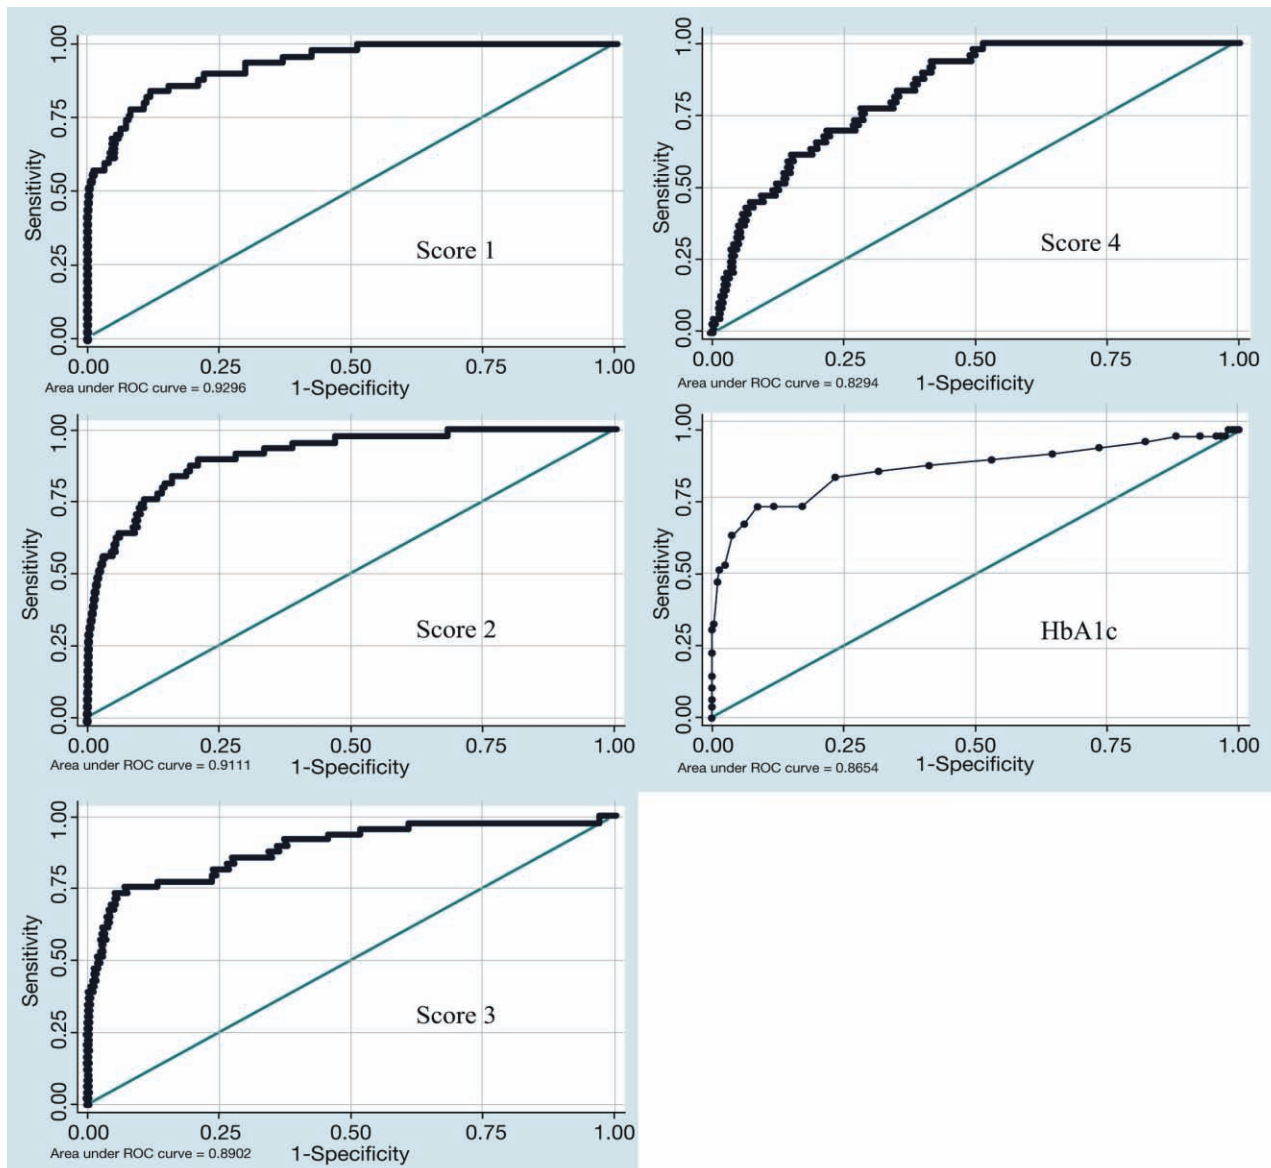 1.00
0.75
0.50
0.25
0.00
Sensitivity
Score 1
0.00 0.25 0.50 0.75 1.00
Area under ROC curve = 0.9296
1-Specificity
1.00
0.75
0.50
0.25
0.00
Sensitivity
Score 4
0.00 0.25 0.50 0.75 1.00
Area under ROC curve = 0.8294
1-Specificity
1.00
0.75
0.50
0.25
0.00
Sensitivity
Score 2
0.00 0.25 0.50 0.75 1.00
Area under ROC curve = 0.9111
1-Specificity
1.00
0.75
0.50
0.25
0.00
Sensitivity
HbA1c
0.00 0.25 0.50 0.75 1.00
Area under ROC curve = 0.8654
1-Specificity
1.00
0.75
0.50
0.25
0.00
Sensitivity
Score 3
0.00 0.25 0.50 0.75 1.00
Area under ROC curve = 0.8902
1-Specificity